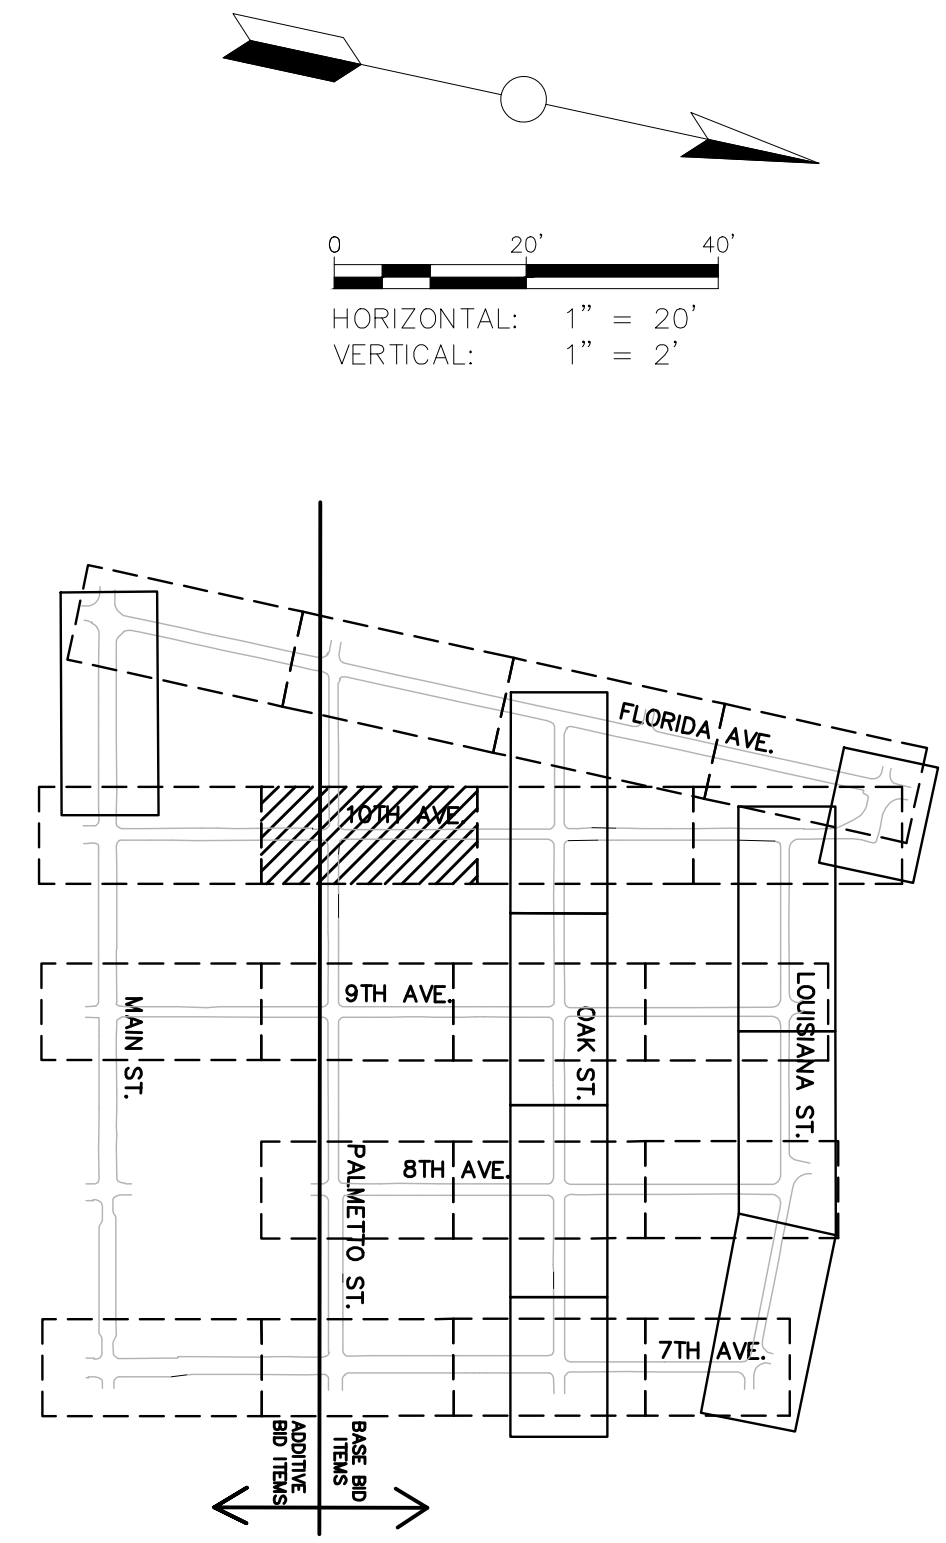 0 20' 40'
HORIZONTAL: 1" = 20'
VERTICAL: 1" = 2'
FLORIDA AVE.
10TH AVE.
9TH AVE.
MAIN ST.
OAK ST.
LOUISIANA ST.
8TH AVE.
PALMETTO ST.
7TH AVE.
BASE BID
ITEMS
ADDITIVE
BID ITEMS